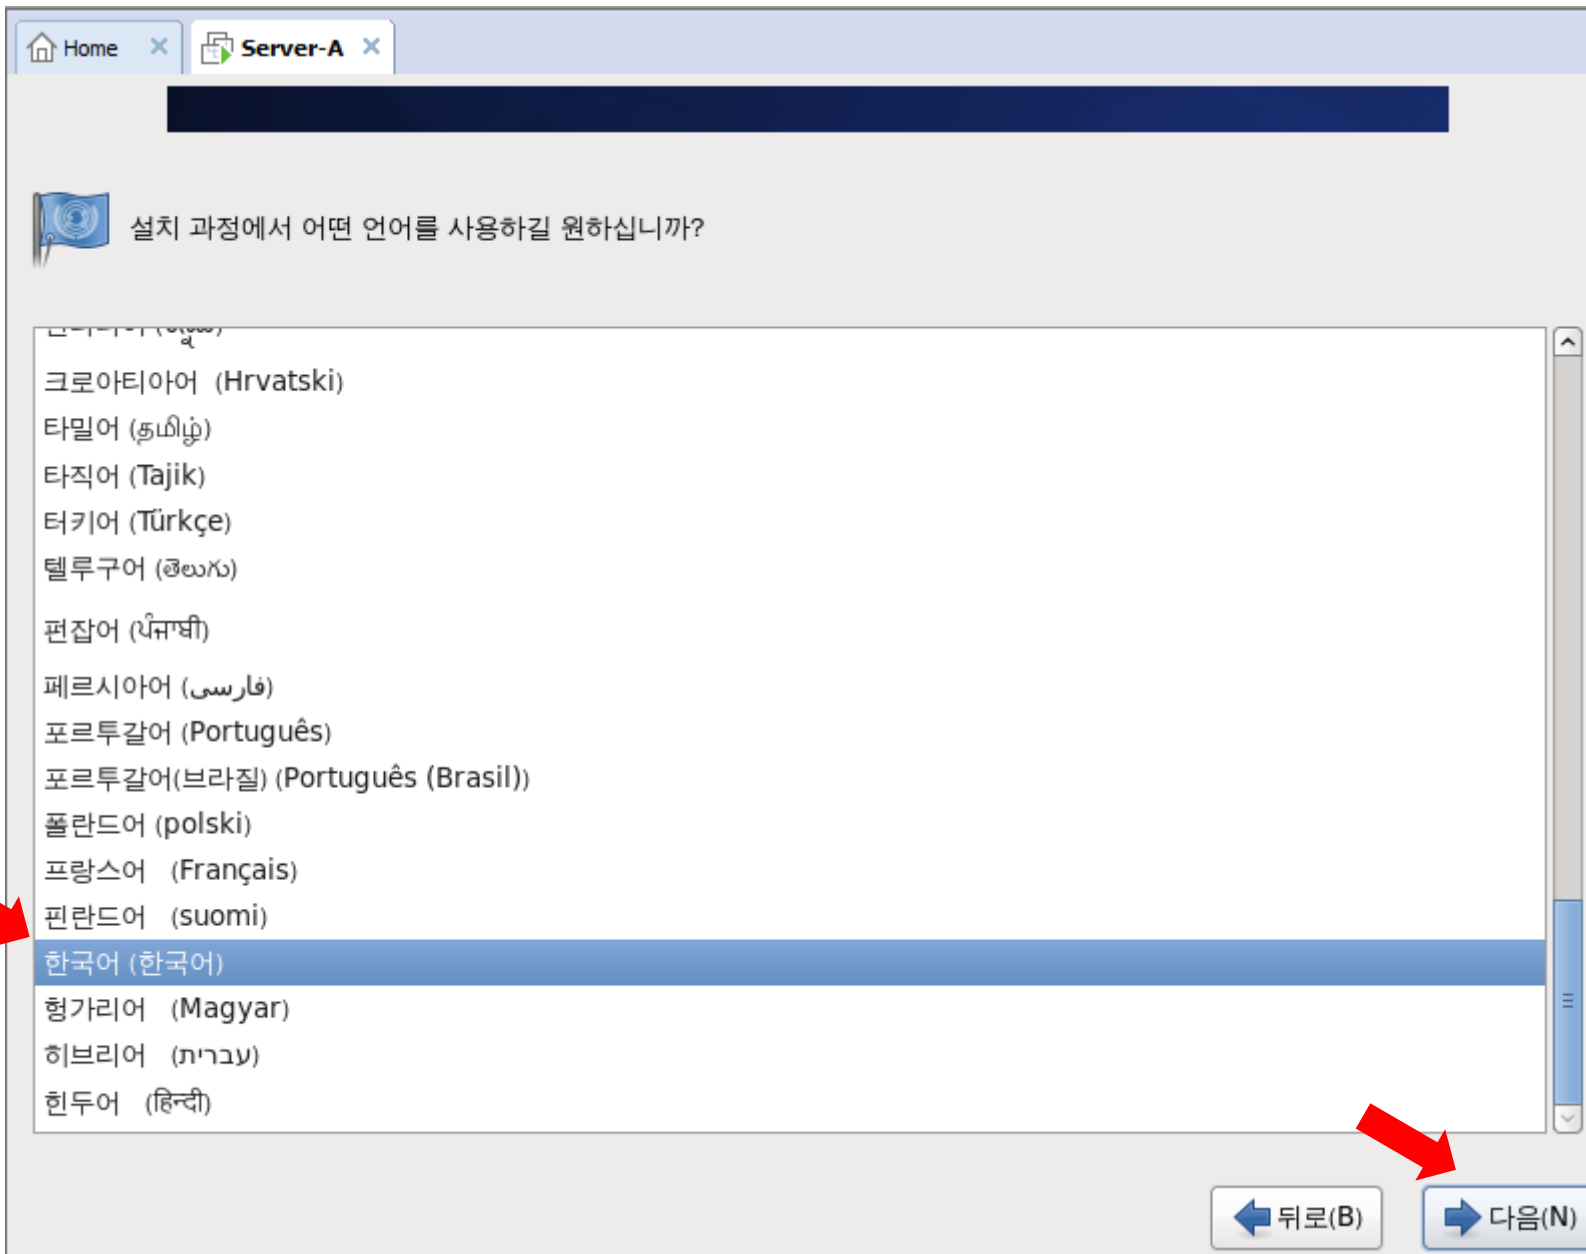 Home
Server-A
설치 과정에서 어떤 언어를 사용하길 원하십니까?
크로아티아어 (Hrvatski)
타밀어 (தமிழ்)
타직어 (Tajik)
터키어 (Türkçe)
텔루구어 (తెలుగు)
펀잡어 (ਪੰਜਾਬੀ)
페르시아어 (فارسی)
포르투갈어 (Português)
포르투갈어(브라질) (Português (Brasil))
폴란드어 (polski)
프랑스어 (Français)
핀란드어 (suomi)
한국어 (한국어)
헝가리어 (Magyar)
히브리어 (עברית)
힌두어 (हिन्दी)
뒤로(B)
다음(N)